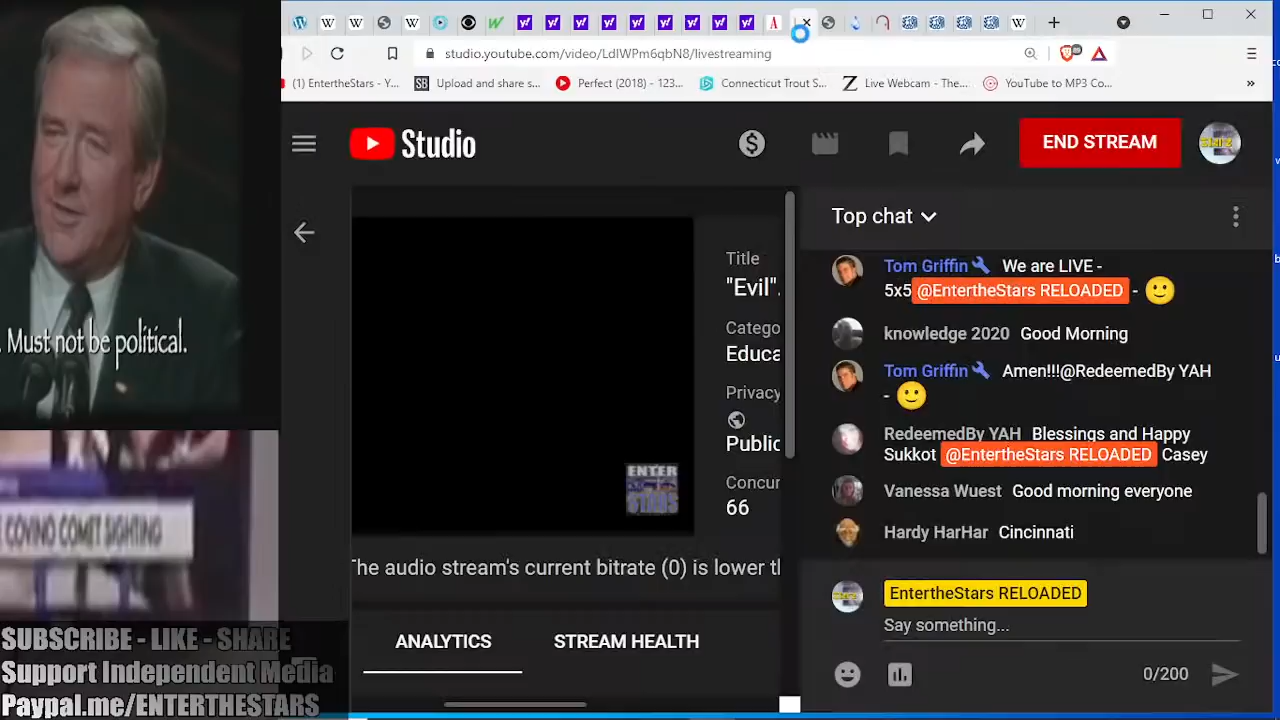 studio.youtube.com/video/LdIWPm6qbN8/livestreaming
(1) EntertheStars - Y...
Upload and share s...
Perfect (2018) - 123...
Connecticut Trout S...
Live Webcam - The...
YouTube to MP3 Co...
»
Studio
END STREAM
Must not be political.
COVINO COMET SIGHTING
SUBSCRIBE - LIKE - SHARE
Support Independent Media
Paypal.me/ENTERTHESTARS
ENTER
STARS
Title
"Evil".
Catego
Educa
Privacy
Public
Concur
66
The audio stream's current bitrate (0) is lower th
ANALYTICS
STREAM HEALTH
Top chat
Tom Griffin We are LIVE -
5x5 @EntertheStars RELOADED - 🙂
knowledge 2020 Good Morning
Tom Griffin Amen!!!@RedeemedBy YAH
- 🙂
RedeemedBy YAH Blessings and Happy
Sukkot @EntertheStars RELOADED Casey
Vanessa Wuest Good morning everyone
Hardy HarHar Cincinnati
EntertheStars RELOADED
Say something...
0/200